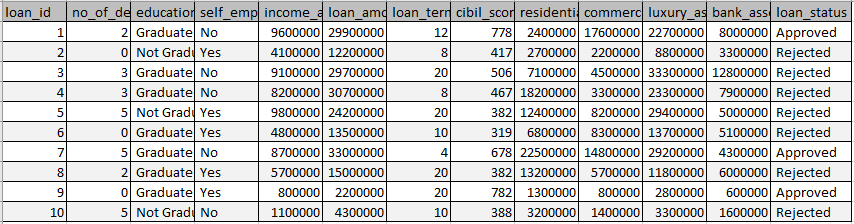 loan_id no_of_de education self_emp income_a loan_amo loan_term cibil_scor residentia commerc luxury_as bank_asse loan_status
1 2 Graduate No 9600000 29900000 12 778 2400000 17600000 22700000 8000000 Approved
2 0 Not Gradu Yes 4100000 12200000 8 417 2700000 2200000 8800000 3300000 Rejected
3 3 Graduate No 9100000 29700000 20 506 7100000 4500000 33300000 12800000 Rejected
4 3 Graduate No 8200000 30700000 8 467 18200000 3300000 23300000 7900000 Rejected
5 5 Not Gradu Yes 9800000 24200000 20 382 12400000 8200000 29400000 5000000 Rejected
6 0 Graduate Yes 4800000 13500000 10 319 6800000 8300000 13700000 5100000 Rejected
7 5 Graduate No 8700000 33000000 4 678 22500000 14800000 29200000 4300000 Approved
8 2 Graduate Yes 5700000 15000000 20 382 13200000 5700000 11800000 6000000 Rejected
9 0 Graduate Yes 800000 2200000 20 782 1300000 800000 2800000 600000 Approved
10 5 Not Gradu No 1100000 4300000 10 388 3200000 1400000 3300000 1600000 Rejected